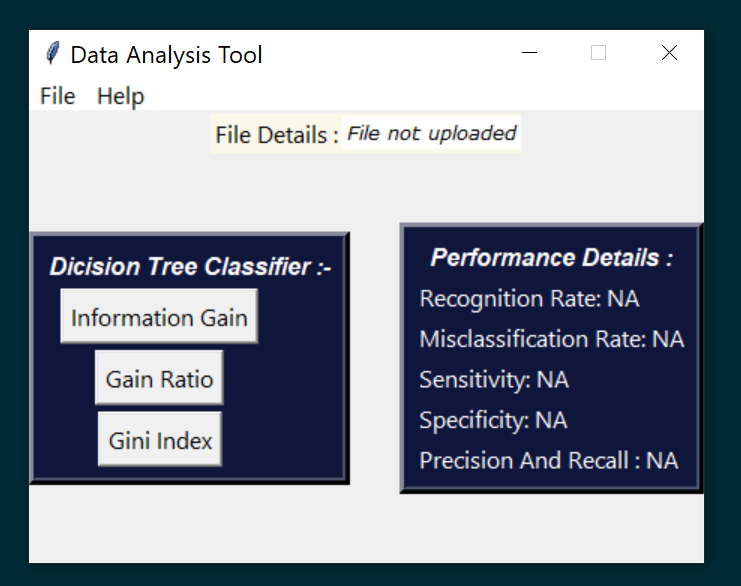 Data Analysis Tool
File Help
File Details : File not uploaded
Dicision Tree Classifier :-
Information Gain
Gain Ratio
Gini Index
Performance Details :
Recognition Rate: NA
Misclassification Rate: NA
Sensitivity: NA
Specificity: NA
Precision And Recall : NA